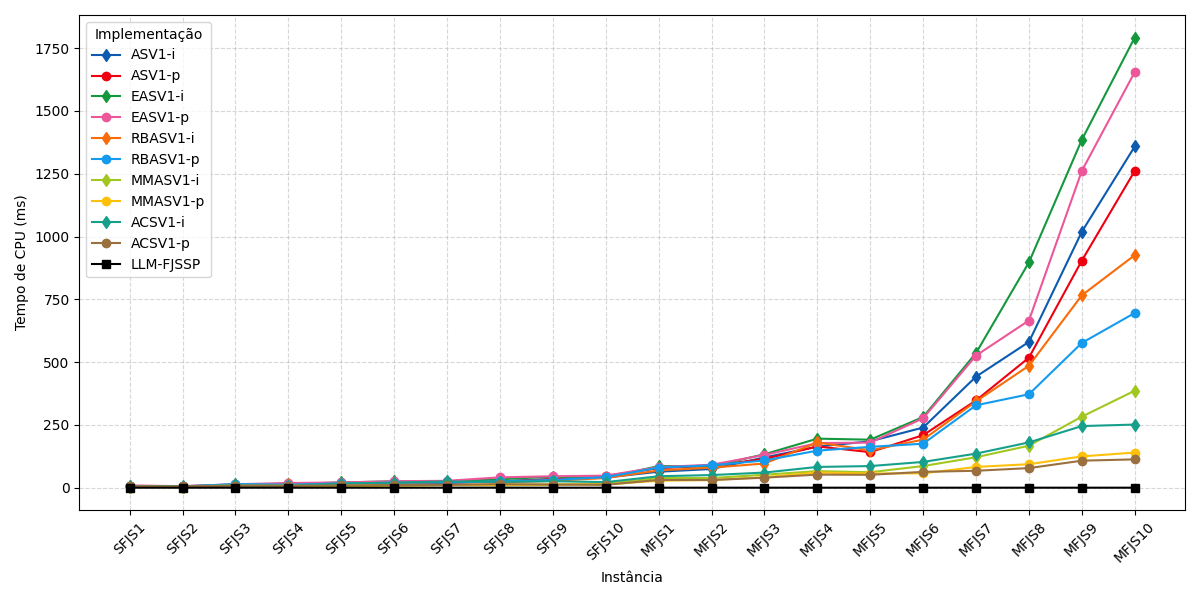 Implementação
ASV1-i
ASV1-p
EASV1-i
EASV1-p
RBASV1-i
RBASV1-p
MMASV1-i
MMASV1-p
ACSV1-i
ACSV1-p
LLM-FJSSP
Tempo de CPU (ms)
1750
1500
1250
1000
750
500
250
0
SFJS1
SFJS2
SFJS3
SFJS4
SFJS5
SFJS6
SFJS7
SFJS8
SFJS9
SFJS10
MFJS1
MFJS2
MFJS3
MFJS4
MFJS5
MFJS6
MFJS7
MFJS8
MFJS9
MFJS10
Instância